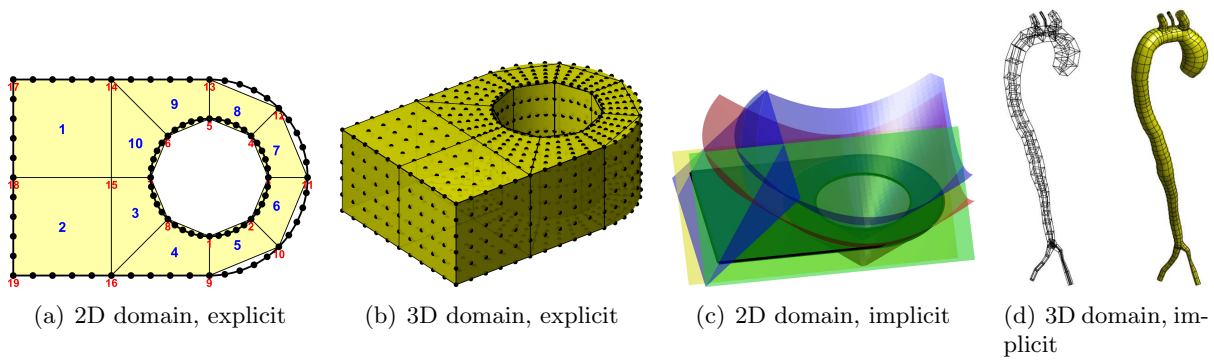 17 14 13
9 8 12
1 5
10 6 4 7
18 15 11
2 3 6
8 2
1
4 5 10
19 16 9
(a) 2D domain, explicit
(b) 3D domain, explicit
(c) 2D domain, implicit
(d) 3D domain, im-
plicit